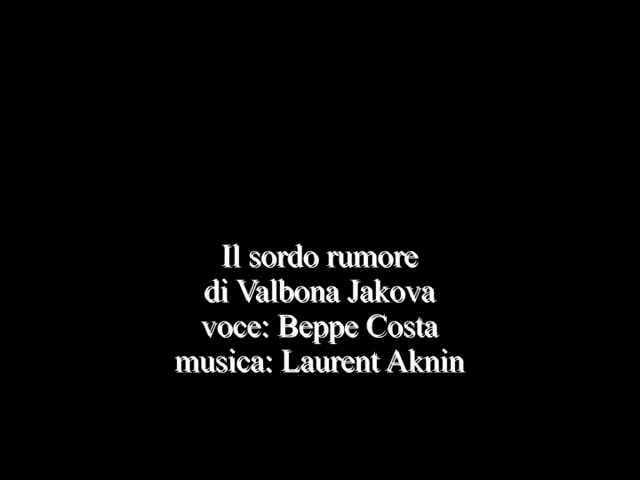 Il sordo rumore
di Valbona Jakova
voce: Beppe Costa
musica: Laurent Aknin